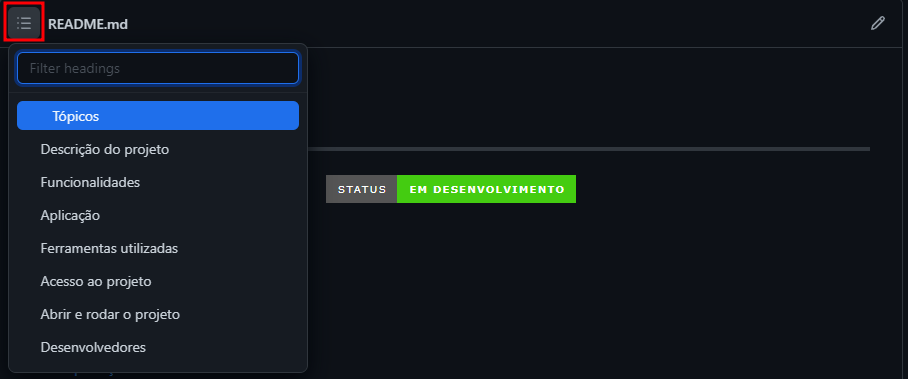 README.md
Filter headings
Tópicos
Descrição do projeto
Funcionalidades
STATUS EM DESENVOLVIMENTO
Aplicação
Ferramentas utilizadas
Acesso ao projeto
Abrir e rodar o projeto
Desenvolvedores